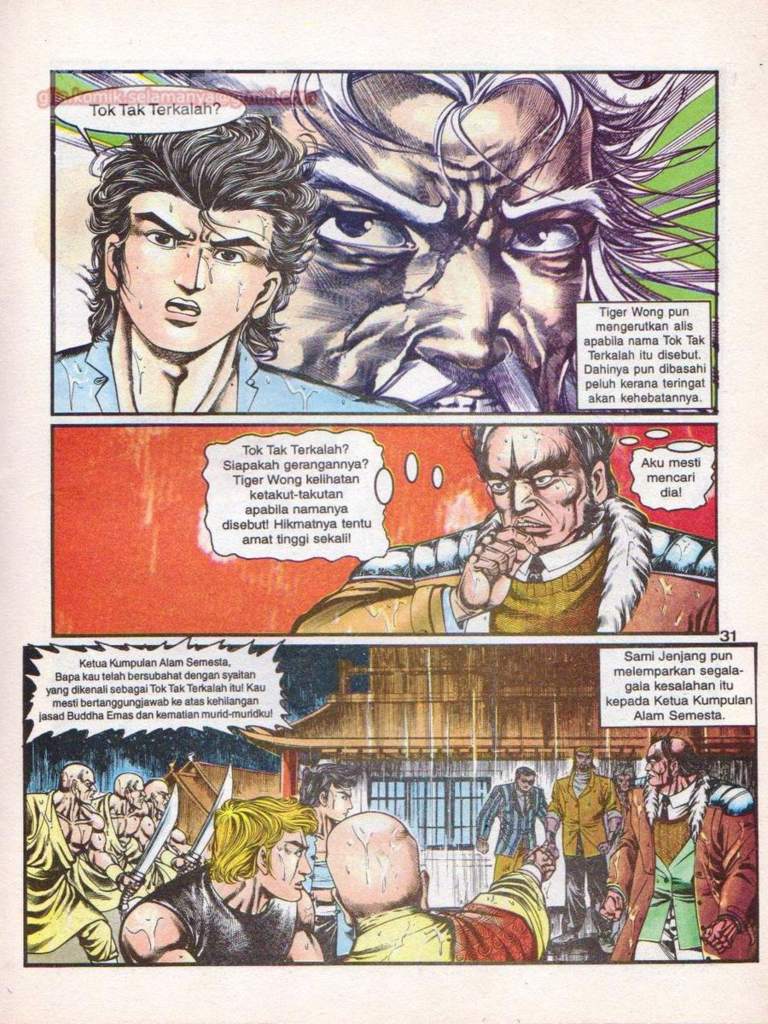 Tok Tak Terkalah?
Tiger Wong pun
mengerutkan alis
apabila nama Tok Tak
Terkalah itu disebut.
Dahinya pun dibasahi
peluh kerana teringat
akan kehebatannya.
Tok Tak Terkalah?
Siapakah gerangannya?
Tiger Wong kelihatan
ketakut-takutan
apabila namanya
disebut! Hikmatnya tentu
amat tinggi sekali!
Aku mesti
mencari
dia!
31
Ketua Kumpulan Alam Semesta,
Bapa kau telah bersubahat dengan syaitan
yang dikenali sebagai Tok Tak Terkalah itu! Kau
mesti bertanggungjawab ke atas kehilangan
jasad Buddha Emas dan kematian murid-muridku!
Sami Jenjang pun
melemparkan segala-
gala kesalahan itu
kepada Ketua Kumpulan
Alam Semesta.